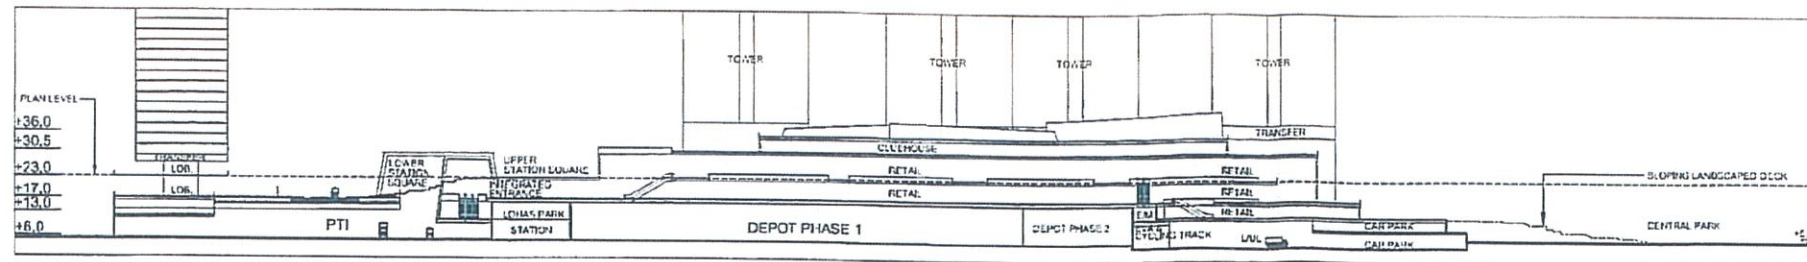 TOWER
TOWER
TOWER
TOWER
PLAN LEVEL
+36.0
+30.5
+23.0
+17.0
+13.0
+6.0
TRANSFER
LOB.
LOB.
LOWER
STATION
SQUARE
UPPER
STATION SQUARE
INTEGRATED
ENTRANCE
TRANSFER
CLUBHOUSE
RETAIL
RETAIL
RETAIL
RETAIL
RETAIL
SLOPING LANDSCAPED DECK
PTI
LOHAS PARK
STATION
DEPOT PHASE 1
DEPOT PHASE 2
E/M
CYCLING TRACK
L/UL
CAR PARK
CAR PARK
CENTRAL PARK